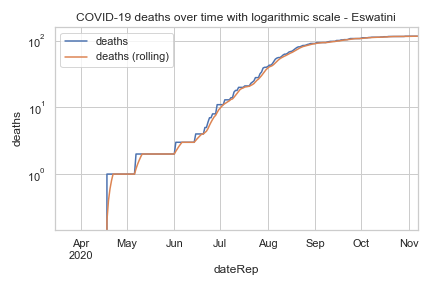 COVID-19 deaths over time with logarithmic scale - Eswatini
deaths
deaths (rolling)
10²
10¹
10⁰
deaths
Apr May Jun Jul Aug Sep Oct Nov
2020
dateRep